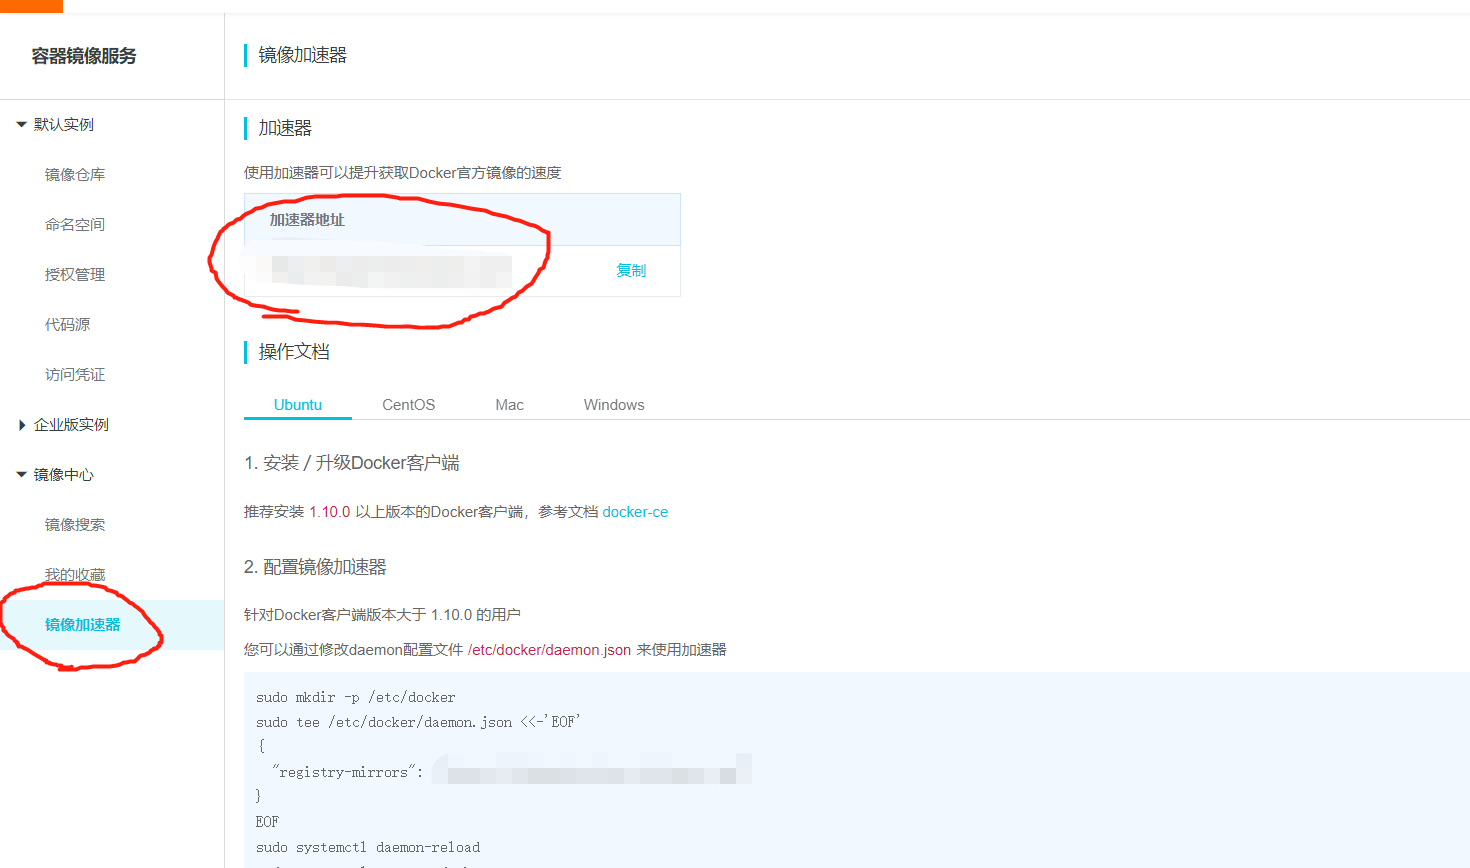 容器镜像服务
镜像加速器
默认实例
镜像仓库
命名空间
授权管理
代码源
访问凭证
企业版实例
镜像中心
镜像搜索
我的收藏
镜像加速器
加速器
使用加速器可以提升获取Docker官方镜像的速度
加速器地址
复制
操作文档
Ubuntu CentOS Mac Windows
1. 安装 / 升级Docker客户端
推荐安装 1.10.0 以上版本的Docker客户端，参考文档 docker-ce
2. 配置镜像加速器
针对Docker客户端版本大于 1.10.0 的用户
您可以通过修改daemon配置文件 /etc/docker/daemon.json 来使用加速器
sudo mkdir -p /etc/docker
sudo tee /etc/docker/daemon.json <<-'EOF'
{
"registry-mirrors":
}
EOF
sudo systemctl daemon-reload